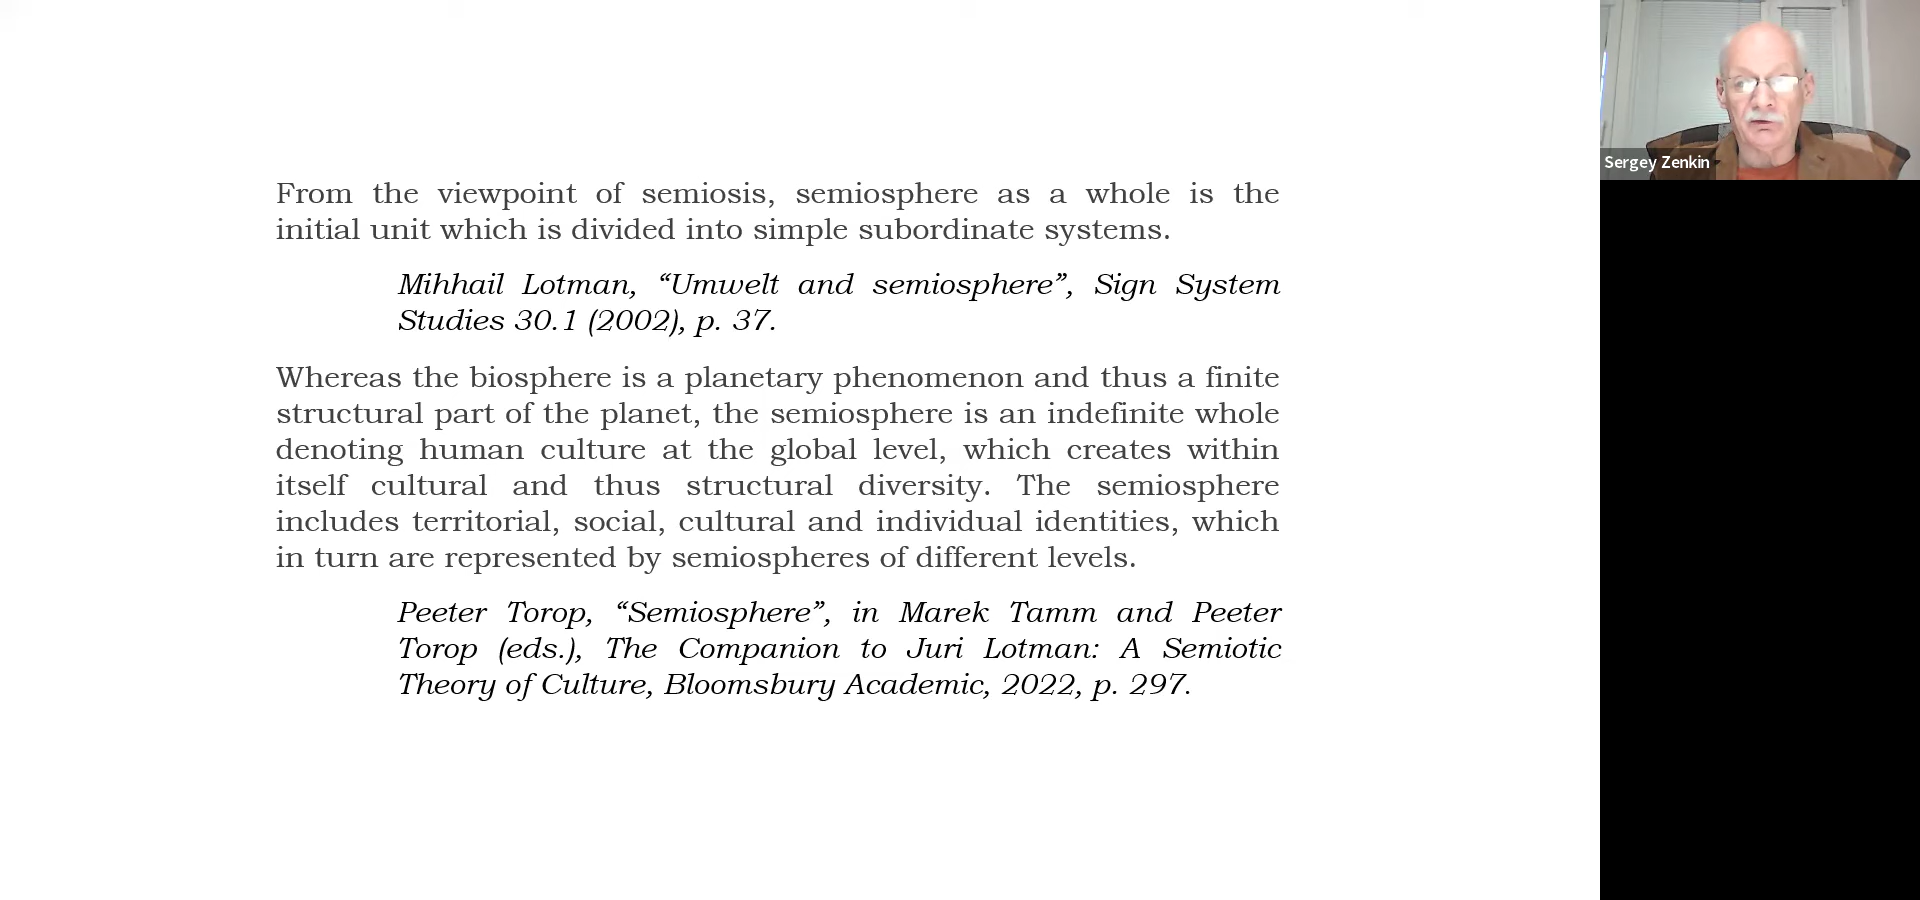 From the viewpoint of semiosis, semiosphere as a whole is the
initial unit which is divided into simple subordinate systems.
Mihhail Lotman, “Umwelt and semiosphere”, Sign System
Studies 30.1 (2002), p. 37.
Whereas the biosphere is a planetary phenomenon and thus a finite
structural part of the planet, the semiosphere is an indefinite whole
denoting human culture at the global level, which creates within
itself cultural and thus structural diversity. The semiosphere
includes territorial, social, cultural and individual identities, which
in turn are represented by semiospheres of different levels.
Peeter Torop, “Semiosphere”, in Marek Tamm and Peeter
Torop (eds.), The Companion to Juri Lotman: A Semiotic
Theory of Culture, Bloomsbury Academic, 2022, p. 297.
Sergey Zenkin